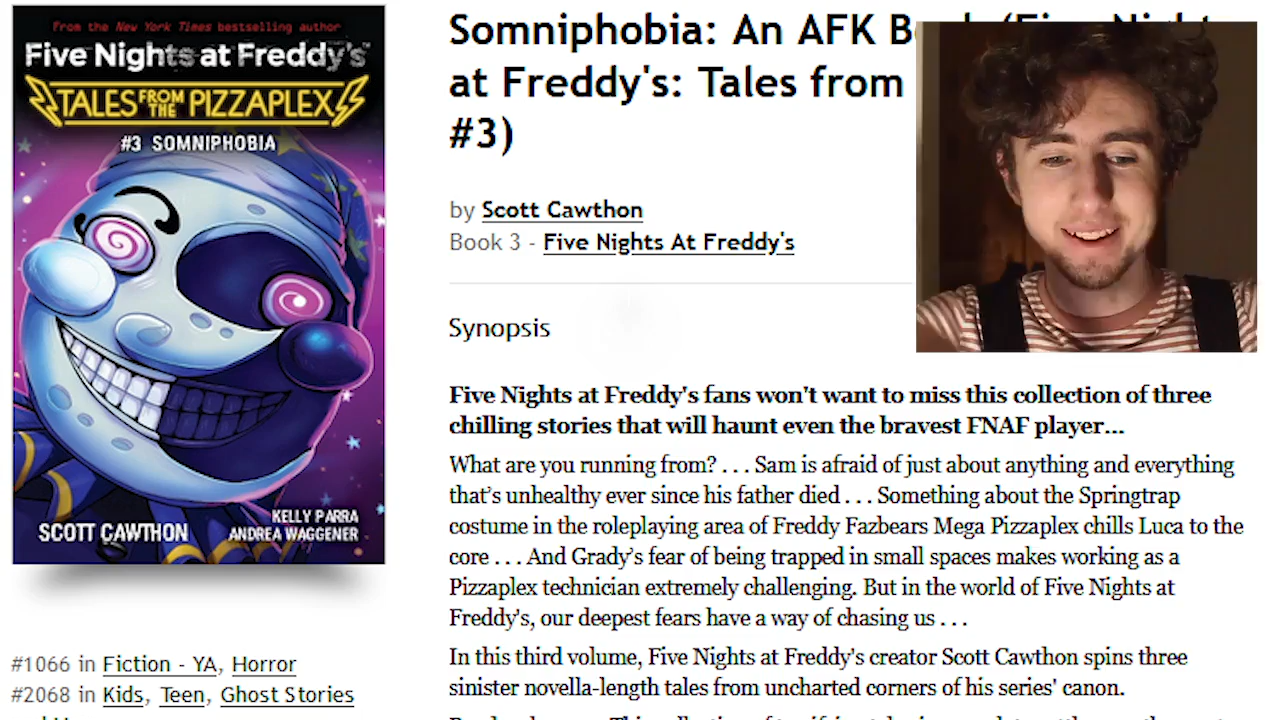 From the New York Times bestselling author
Five Nights at Freddy's™
TALES FROM THE PIZZAPLEX
#3 SOMNIPHOBIA
SCOTT CAWTHON
KELLY PARRA
ANDREA WAGGENER
#1066 in Fiction - YA, Horror
#2068 in Kids, Teen, Ghost Stories
Somniphobia: An AFK
at Freddy's: Tales from
#3)
by Scott Cawthon
Book 3 - Five Nights At Freddy's
Synopsis
Five Nights at Freddy's fans won't want to miss this collection of three
chilling stories that will haunt even the bravest FNAF player...
What are you running from? . . . Sam is afraid of just about anything and everything
that’s unhealthy ever since his father died . . . Something about the Springtrap
costume in the roleplaying area of Freddy Fazbears Mega Pizzaplex chills Luca to the
core . . . And Grady’s fear of being trapped in small spaces makes working as a
Pizzaplex technician extremely challenging. But in the world of Five Nights at
Freddy’s, our deepest fears have a way of chasing us . . .
In this third volume, Five Nights at Freddy's creator Scott Cawthon spins three
sinister novella-length tales from uncharted corners of his series' canon.